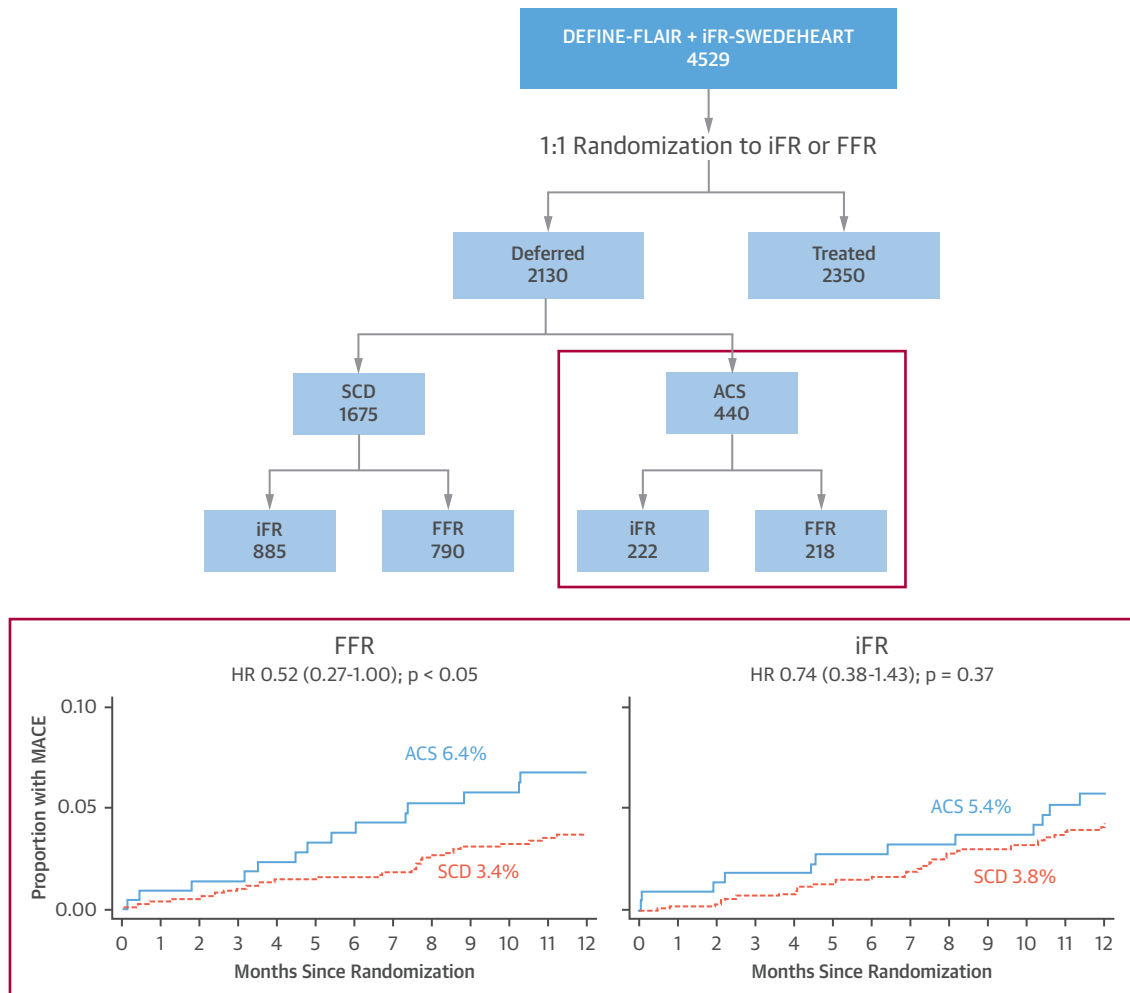 DEFINE-FLAIR + iFR-SWEDEHEART
4529
1:1 Randomization to iFR or FFR
Deferred
2130
Treated
2350
SCD
1675
ACS
440
iFR
885
FFR
790
iFR
222
FFR
218
FFR
HR 0.52 (0.27-1.00); p < 0.05
Proportion with MACE
0.10
0.05
0.00
ACS 6.4%
SCD 3.4%
0 1 2 3 4 5 6 7 8 9 10 11 12
Months Since Randomization
iFR
HR 0.74 (0.38-1.43); p = 0.37
ACS 5.4%
SCD 3.8%
0 1 2 3 4 5 6 7 8 9 10 11 12
Months Since Randomization